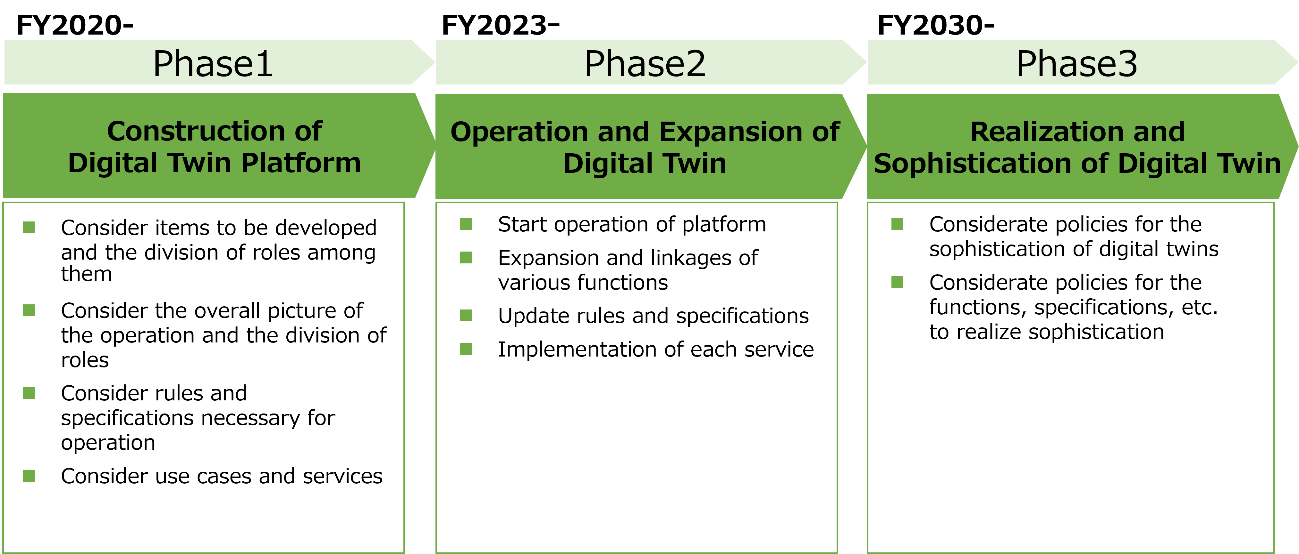 FY2020-
Phase1
Construction of
Digital Twin Platform
Consider items to be developed
and the division of roles among
them
Consider the overall picture of
the operation and the division of
roles
Consider rules and
specifications necessary for
operation
Consider use cases and services
FY2023-
Phase2
Operation and Expansion of
Digital Twin
Start operation of platform
Expansion and linkages of
various functions
Update rules and specifications
Implementation of each service
FY2030-
Phase3
Realization and
Sophistication of Digital Twin
Considerate policies for the
sophistication of digital twins
Considerate policies for the
functions, specifications, etc.
to realize sophistication